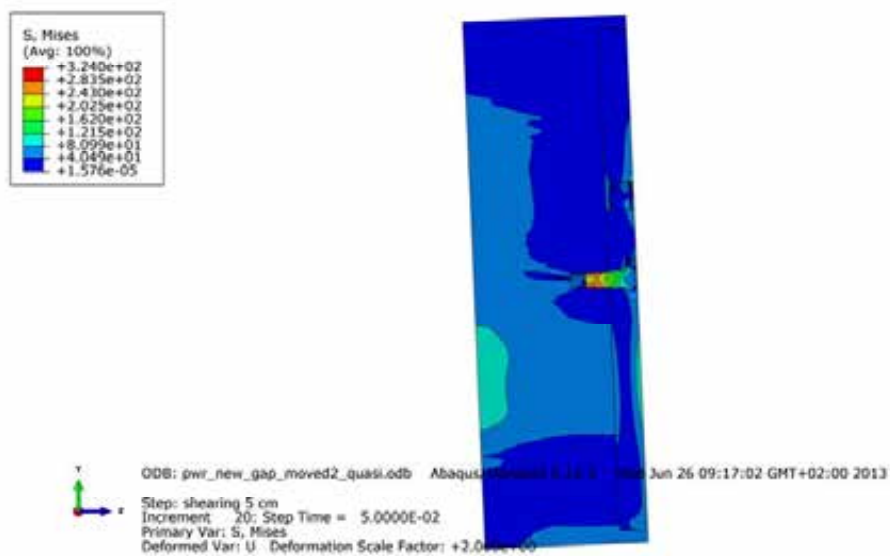 S, Mises
(Avg: 100%)
+3.240e+02
+2.835e+02
+2.430e+02
+2.025e+02
+1.620e+02
+1.215e+02
+8.099e+01
+4.049e+01
+1.576e-05
Y
Z
ODB: pwr_new_gap_moved2_quasi.odb Jun 26 09:17:02 GMT+02:00 2013
Step: shearing 5 cm
Increment 20: Step Time = 5.0000E-02
Primary Var: S, Mises
Deformed Var: U Deformation Scale Factor: